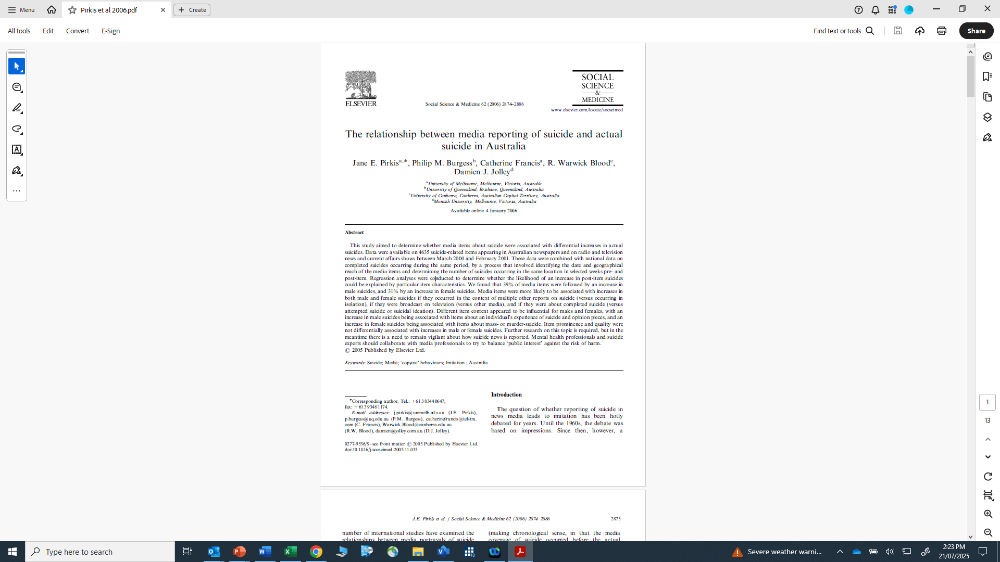 Menu
Pirkis et al 2006.pdf
Create
All tools
Edit
Convert
E-Sign
Find text or tools
Share
ELSEVIER
Social Science & Medicine 62 (2006) 2874–2886
SOCIAL
SCIENCE
&
MEDICINE
www.elsevier.com/locate/socscimed
The relationship between media reporting of suicide and actual
suicide in Australia
Jane E. Pirkis^a,*, Philip M. Burgess^b, Catherine Francis^a, R. Warwick Blood^c,
Damien J. Jolley^d
^a University of Melbourne, Melbourne, Victoria, Australia
^b University of Queensland, Brisbane, Queensland, Australia
^c University of Canberra, Canberra, Australian Capital Territory, Australia
^d Monash University, Melbourne, Victoria, Australia
Available online 4 January 2006
Abstract
This study aimed to determine whether media items about suicide were associated with differential increases in actual
suicides. Data were available on 4635 suicide-related items appearing in Australian newspapers and on radio and television
news and current affairs shows between March 2000 and February 2001. These data were combined with national data on
completed suicides occurring during the same period, by a process that involved identifying the date and geographical
reach of the media items and determining the number of suicides occurring in the same location in selected weeks pre- and
post-item. Regression analyses were conducted to determine whether the likelihood of an increase in post-item suicides
could be explained by particular item characteristics. We found that 39% of media items were followed by an increase in
male suicides, and 31% by an increase in female suicides. Media items were more likely to be associated with increases in
both male and female suicides if they occurred in the context of multiple other reports on suicide (versus occurring in
isolation), if they were broadcast on television (versus other media), and if they were about completed suicide (versus
attempted suicide or suicidal ideation). Different item content appeared to be influential for males and females, with an
increase in male suicides being associated with items about an individual's experience of suicide and opinion pieces, and an
increase in female suicides being associated with items about mass- or murder-suicide. Item prominence and quality were
not differentially associated with increases in male or female suicides. Further research on this topic is required, but in the
meantime there is a need to remain vigilant about how suicide news is reported. Mental health professionals and suicide
experts should collaborate with media professionals to try to balance 'public interest' against the risk of harm.
© 2005 Published by Elsevier Ltd.
Keywords: Suicide; Media; 'copycat' behaviours; Imitation.; Australia
*Corresponding author. Tel.: +61 3 8344 0647;
fax: +61 3 9348 1174.
E-mail addresses: j.pirkis@unimelb.edu.au (J.E. Pirkis),
p.burgess@uq.edu.au (P.M. Burgess), catherinefrancis@telstra.
com (C. Francis), Warwick.Blood@canberra.edu.au
(R.W. Blood), damien@jolley.com.au (D.J. Jolley).
0277-9536/$ - see front matter © 2005 Published by Elsevier Ltd.
doi:10.1016/j.socscimed.2005.11.033
Introduction
The question of whether reporting of suicide in
news media leads to imitation has been hotly
debated for years. Until the 1960s, the debate was
based on impressions. Since then, however, a
1
13
J.E. Pirkis et al. / Social Science & Medicine 62 (2006) 2874–2886
2875
number of international studies have examined the
relationships between media portrayals of suicide
(making chronological sense, in that the media
coverage of suicide occurred before the actual
Type here to search
18
Severe weather warni...
2:23 PM
21/07/2025